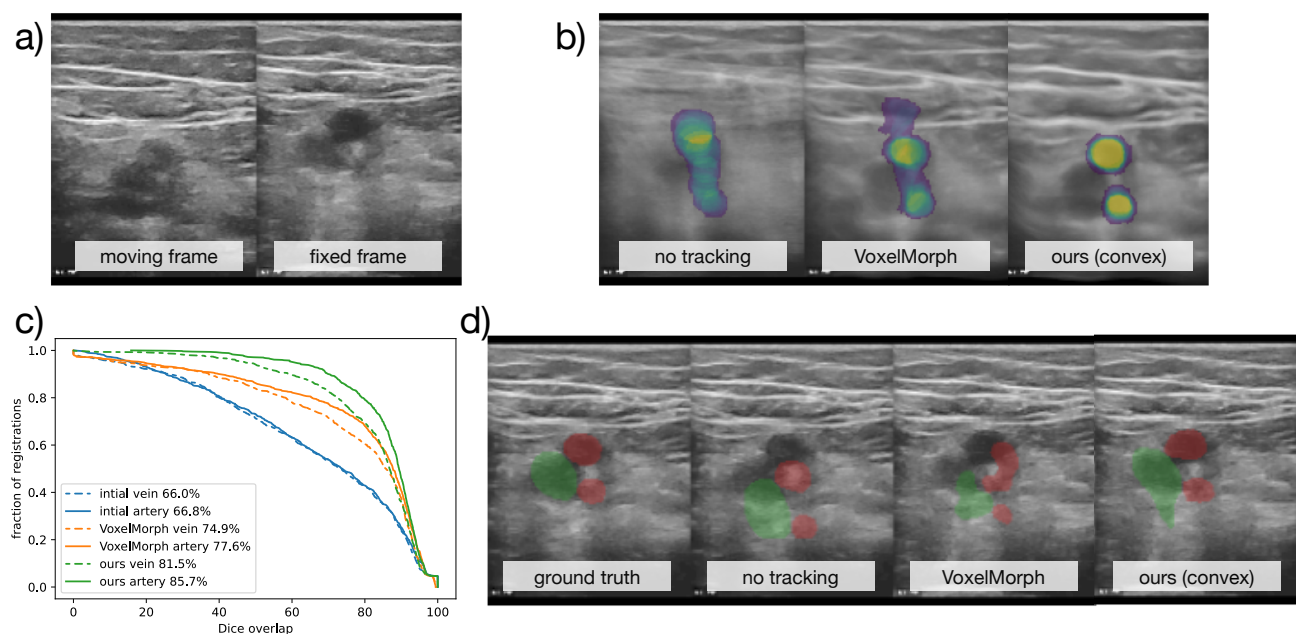 a)
moving frame
fixed frame
b)
no tracking
VoxelMorph
ours (convex)
c)
fraction of registrations
1.0
0.8
0.6
0.4
0.2
0.0
intial vein 66.0%
intial artery 66.8%
VoxelMorph vein 74.9%
VoxelMorph artery 77.6%
ours vein 81.5%
ours artery 85.7%
0
20
40
60
80
100
Dice overlap
d)
ground truth
no tracking
VoxelMorph
ours (convex)